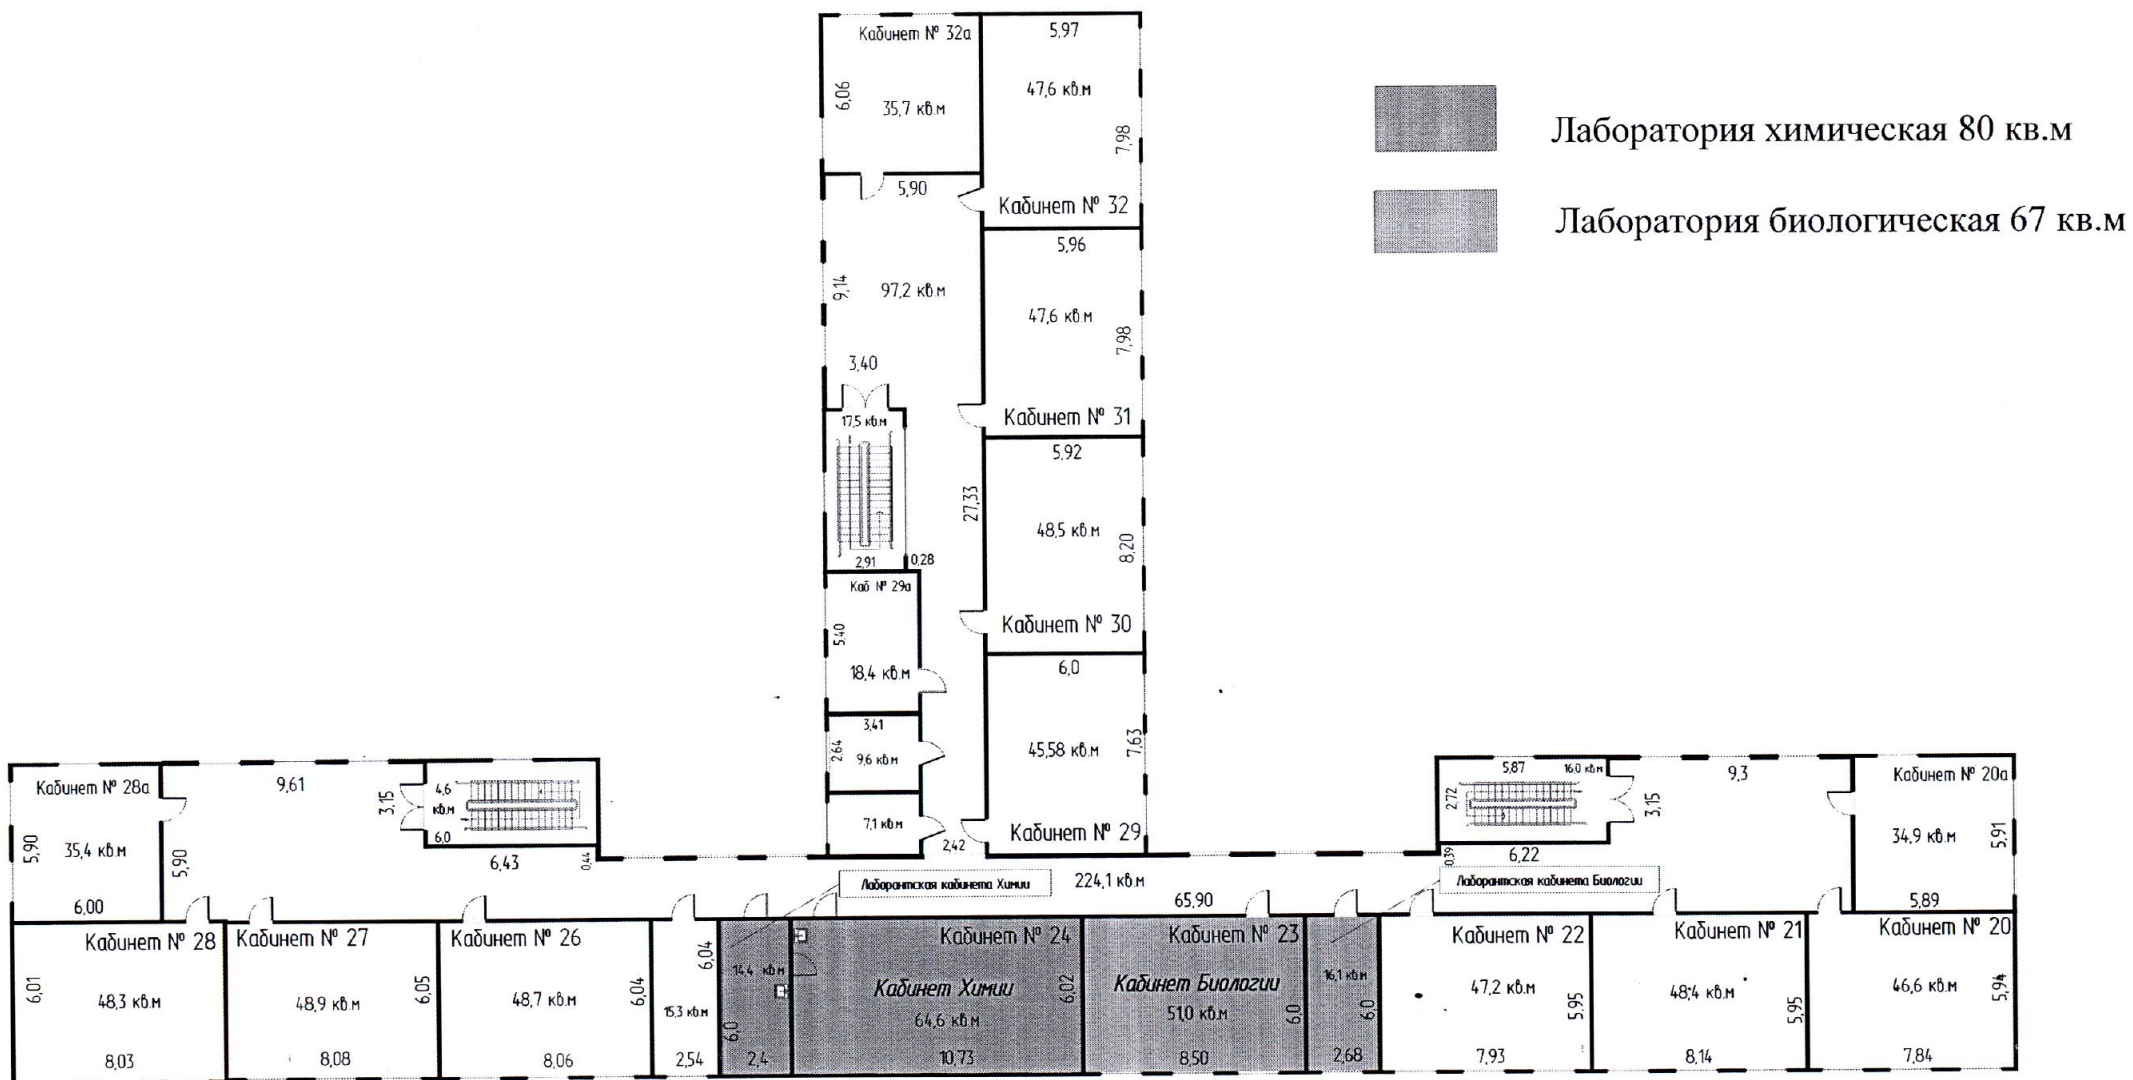 Кабинет № 32а
6,06
35,7 кв.м
5,97
47,6 кв.м
7,98
Кабинет № 32
Лаборатория химическая 80 кв.м
Лаборатория биологическая 67 кв.м
5,90
9,14
97,2 кв.м
3,40
5,96
47,6 кв.м
7,98
Кабинет № 31
17,5 кв.м
2,91
0,28
27,33
5,92
48,5 кв.м
8,20
Кабинет № 30
Каб № 29а
5,40
18,4 кв.м
3,41
2,64
9,6 кв.м
7,1 кв.м
2,42
6,0
45,58 кв.м
7,63
Кабинет № 29
Кабинет № 28а
5,90
35,4 кв.м
6,00
9,61
5,90
3,15
4,6
кв.м
6,0
6,43
0,44
Лаборантская кабинета Химии
224,1 кв.м
65,90
5,87
16,0 кв.м
2,72
3,15
9,3
0,39
6,22
Лаборантская кабинета Биологии
Кабинет № 20а
34,9 кв.м
5,91
5,89
Кабинет № 28
6,01
48,3 кв.м
8,03
Кабинет № 27
6,05
48,9 кв.м
8,08
Кабинет № 26
6,04
48,7 кв.м
8,06
6,04
15,3 кв.м
2,54
14,4 кв.м
6,0
2,4
Кабинет № 24
Кабинет Химии
6,02
64,6 кв.м
10,73
Кабинет № 23
Кабинет Биологии
51,0 кв.м
6,0
8,50
16,1 кв.м
6,0
2,68
Кабинет № 22
47,2 кв.м
5,95
7,93
Кабинет № 21
48,4 кв.м
5,95
8,14
Кабинет № 20
46,6 кв.м
5,94
7,84